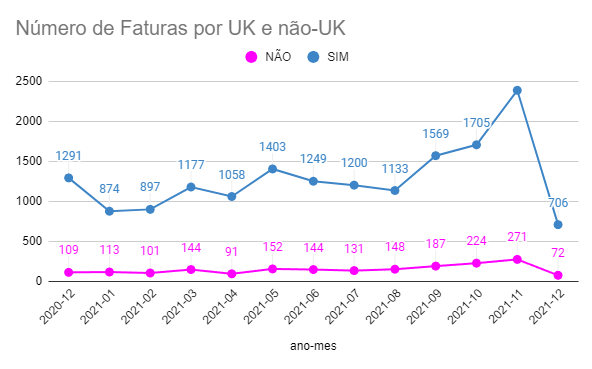 Número de Faturas por UK e não-UK
NÃO SIM
2500
2000
1500
1000
500
0
1291 874 897 1177 1058 1403 1249 1200 1133 1569 1705 706
109 113 101 144 91 152 144 131 148 187 224 271 72
2020-12 2021-01 2021-02 2021-03 2021-04 2021-05 2021-06 2021-07 2021-08 2021-09 2021-10 2021-11 2021-12
ano-mes